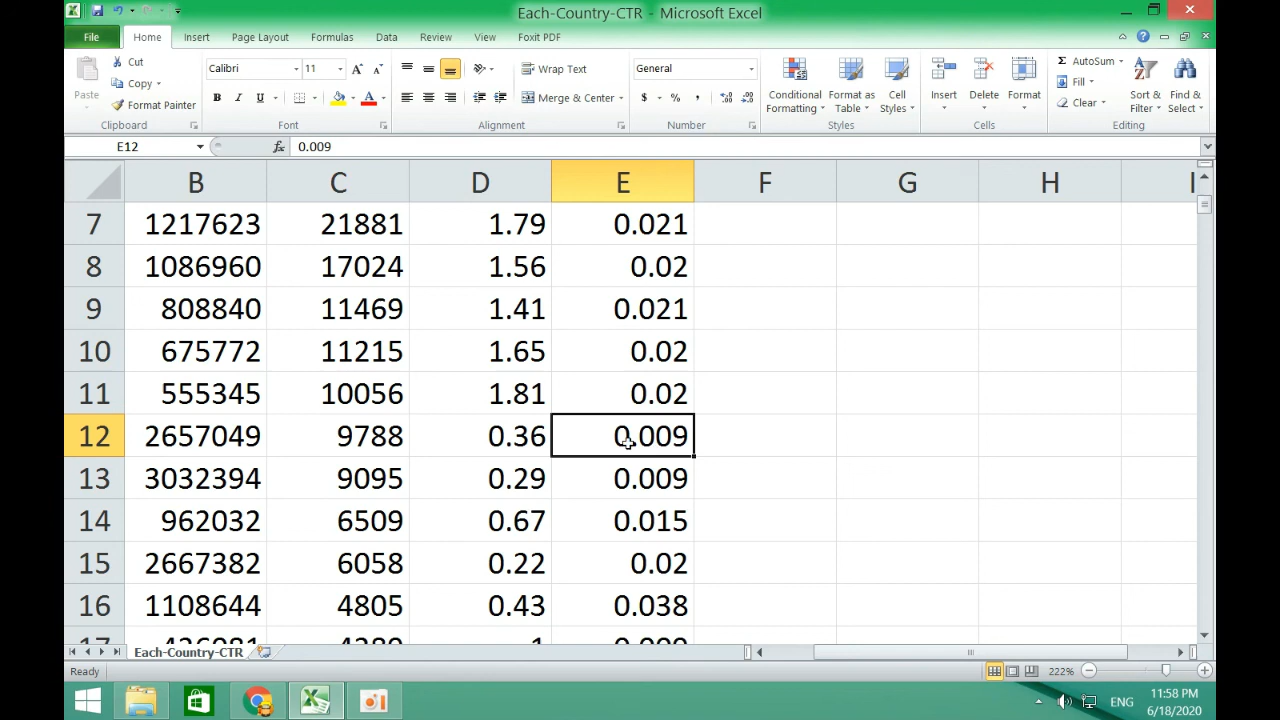 Each-Country-CTR - Microsoft Excel
File Home Insert Page Layout Formulas Data Review View Foxit PDF
Paste
Cut
Copy
Format Painter
Clipboard
Calibri 11
B I U
Font
Wrap Text
Merge & Center
Alignment
General
$ % ,
Number
Conditional Formatting
Format as Table
Cell Styles
Styles
Insert
Delete
Format
Cells
AutoSum
Fill
Clear
Sort & Filter
Find & Select
Editing
E12 fx 0.009
B C D E F G H I
7 1217623 21881 1.79 0.021
8 1086960 17024 1.56 0.02
9 808840 11469 1.41 0.021
10 675772 11215 1.65 0.02
11 555345 10056 1.81 0.02
12 2657049 9788 0.36 0.009
13 3032394 9095 0.29 0.009
14 962032 6509 0.67 0.015
15 2667382 6058 0.22 0.02
16 1108644 4805 0.43 0.038
17 1
Each-Country-CTR
Ready 222%
ENG 11:58 PM
6/18/2020